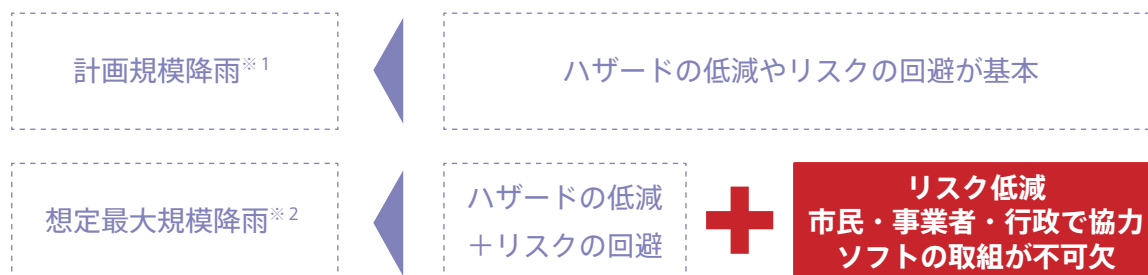 計画規模降雨※1
ハザードの低減やリスクの回避が基本
想定最大規模降雨※2
ハザードの低減
＋リスクの回避
リスク低減
市民・事業者・行政で協力
ソフトの取組が不可欠